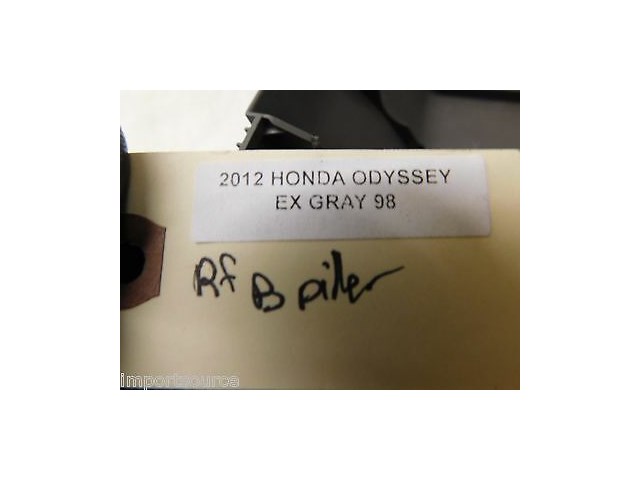 2012 HONDA ODYSSEY
EX GRAY 98
Rf B piler
importsource